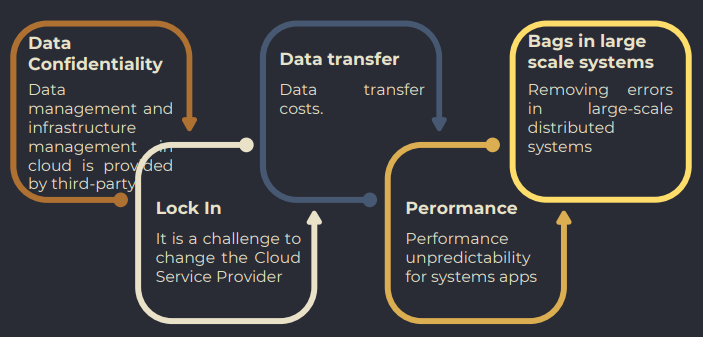 Data
Confidentiality
Data
management and
infrastructure
management in
cloud is provided
by third-party
Lock In
It is a challenge to
change the Cloud
Service Provider
Data transfer
Data transfer
costs.
Perormance
Performance
unpredictability
for systems apps
Bags in large
scale systems
Removing errors
in large-scale
distributed
systems